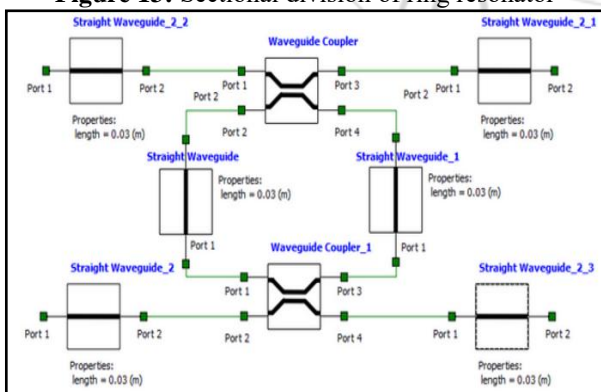 Figure 13: Sectional division of ring resonator
Straight Waveguide_2_2
Waveguide Coupler
Straight Waveguide_2_1
Port 1
Port 2
Port 1
Port 3
Port 1
Port 2
Port 2
Port 2
Port 2
Port 4
Properties:
length = 0.03 (m)
Properties:
length = 0.03 (m)
Straight Waveguide
Straight Waveguide_1
Properties:
length = 0.03 (m)
Properties:
length = 0.03 (m)
Port 1
Port 1
Straight Waveguide_2
Waveguide Coupler_1
Straight Waveguide_2_3
Port 1
Port 3
Port 1
Port 2
Port 2
Port 4
Port 1
Port 2
Properties:
length = 0.03 (m)
Properties:
length = 0.03 (m)